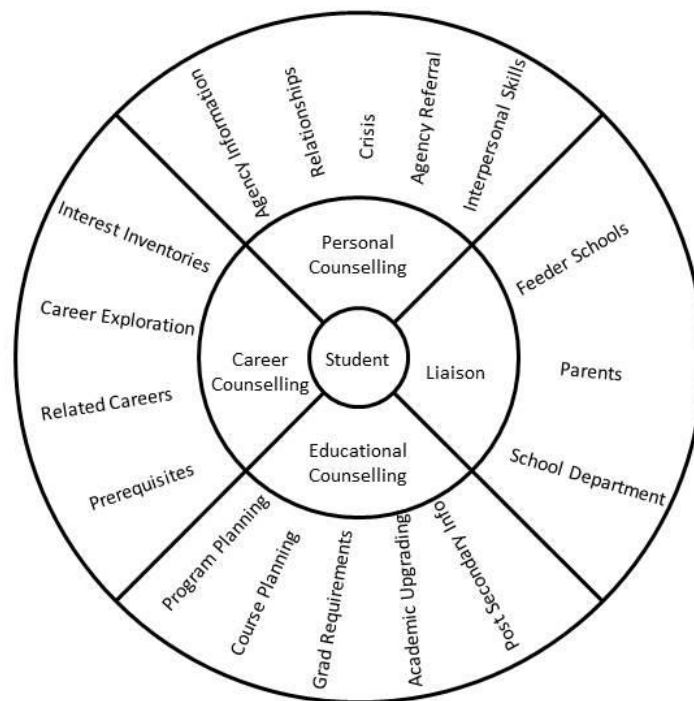 Agency Information
Relationships
Crisis
Agency Referral
Interpersonal Skills
Interest Inventories
Career Exploration
Related Careers
Prerequisites
Personal
Counselling
Career
Counselling
Student
Liaison
Educational
Counselling
Feeder Schools
Parents
School Department
Program Planning
Course Planning
Grad Requirements
Academic Upgrading
Post Secondary Info